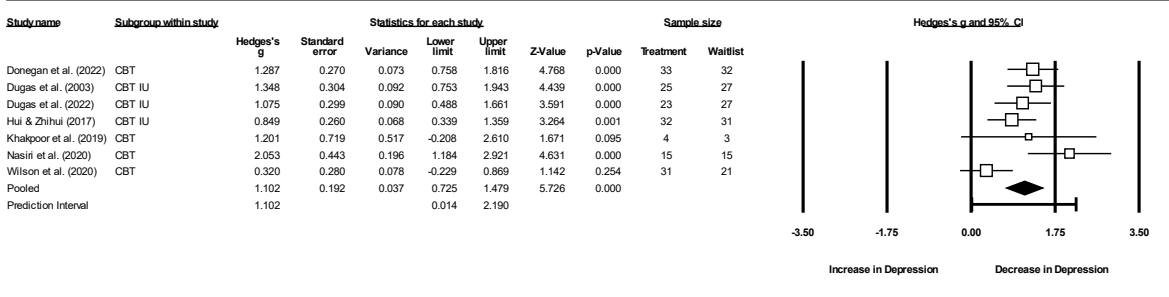 Study name Subgroup within study Statistics for each study Sample size Hedges's g and 95% CI
Hedges's g Standard error Variance Lower limit Upper limit Z-Value p-Value Treatment Waitlist
Donegan et al. (2022) CBT 1.287 0.270 0.073 0.758 1.816 4.768 0.000 33 32
Dugas et al. (2003) CBT IU 1.348 0.304 0.092 0.753 1.943 4.439 0.000 25 27
Dugas et al. (2022) CBT IU 1.075 0.299 0.090 0.488 1.661 3.591 0.000 23 27
Hui & Zhihui (2017) CBT IU 0.849 0.260 0.068 0.339 1.359 3.264 0.001 32 31
Khakpoor et al. (2019) CBT 1.201 0.719 0.517 -0.208 2.610 1.671 0.095 4 3
Nasiri et al. (2020) CBT 2.053 0.443 0.196 1.184 2.921 4.631 0.000 15 15
Wilson et al. (2020) CBT 0.320 0.280 0.078 -0.229 0.869 1.142 0.254 31 21
Pooled 1.102 0.192 0.037 0.725 1.479 5.726 0.000
Prediction Interval 1.102 0.014 2.190
-3.50 -1.75 0.00 1.75 3.50
Increase in Depression Decrease in Depression